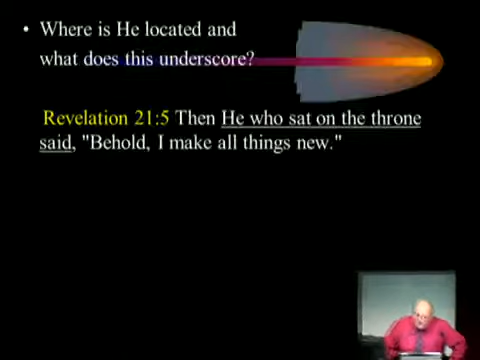 • Where is He located and
what does this underscore?
Revelation 21:5 Then He who sat on the throne
said, "Behold, I make all things new."